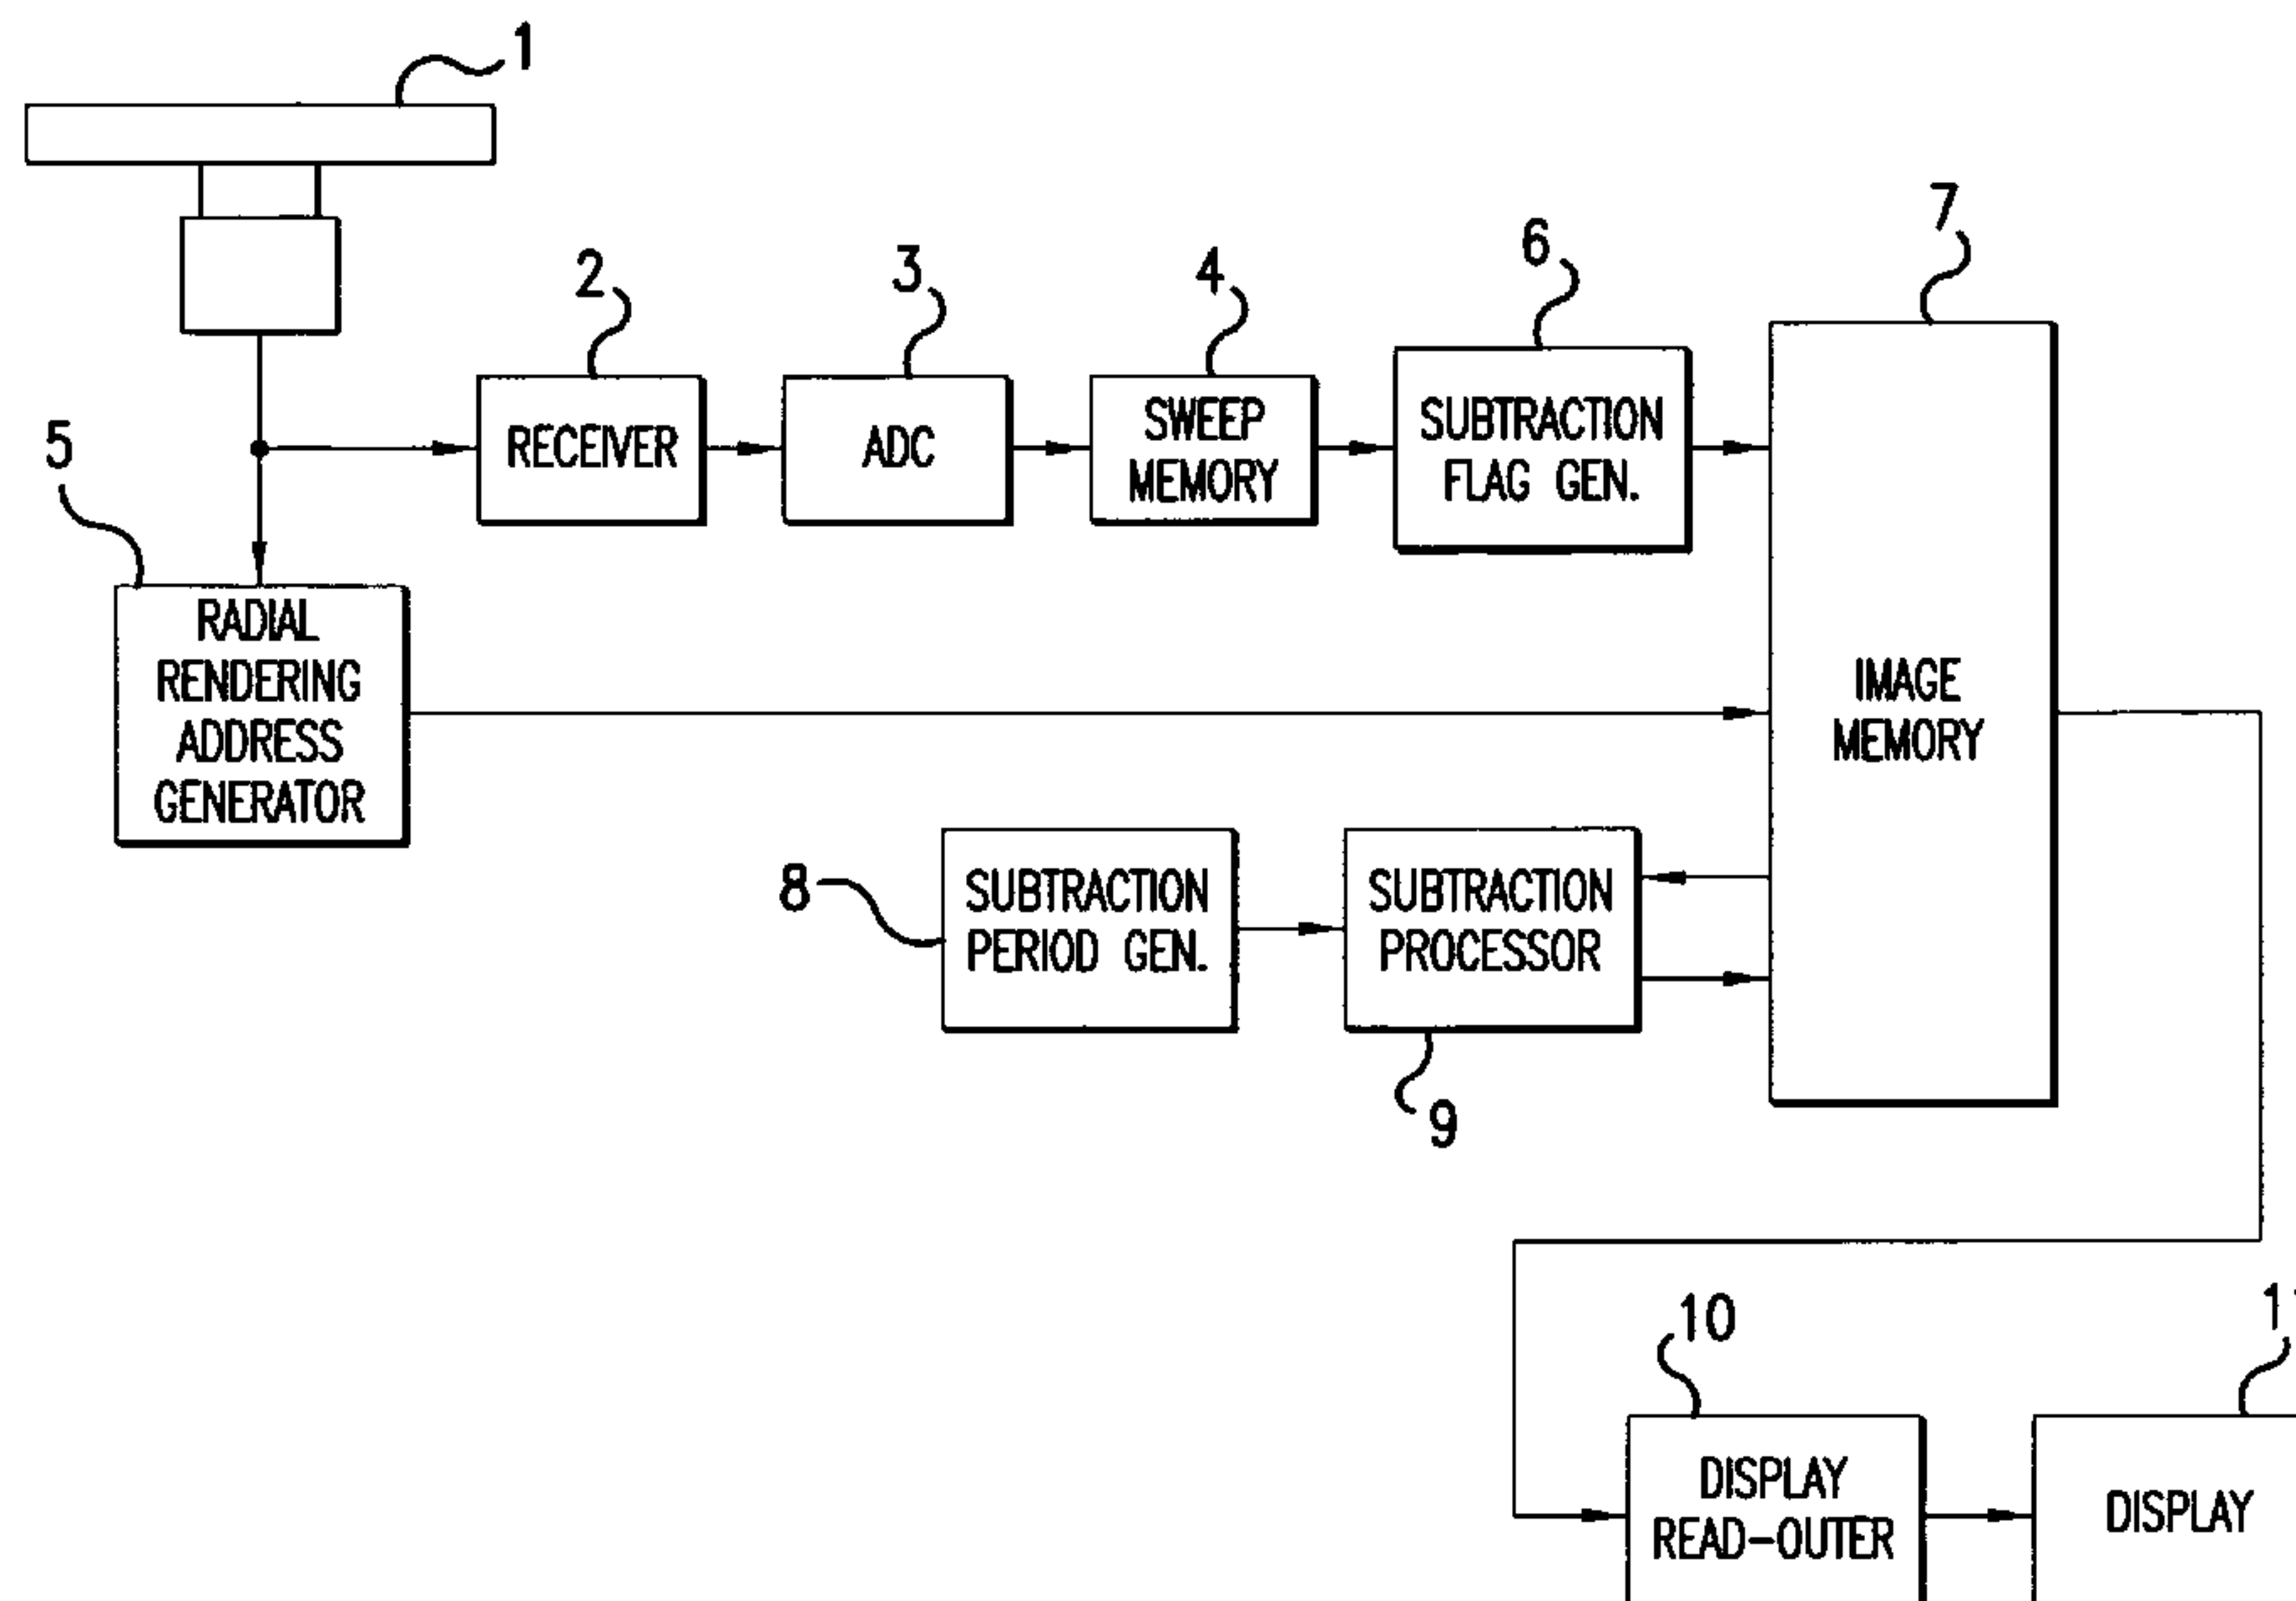 1
2
3
4
6
7
5
RECEIVER
ADC
SWEEP
MEMORY
SUBTRACTION
FLAG GEN.
RADIAL
RENDERING
ADDRESS
GENERATOR
IMAGE
MEMORY
8
SUBTRACTION
PERIOD GEN.
SUBTRACTION
PROCESSOR
9
10
DISPLAY
READ-OUTER
DISPLAY